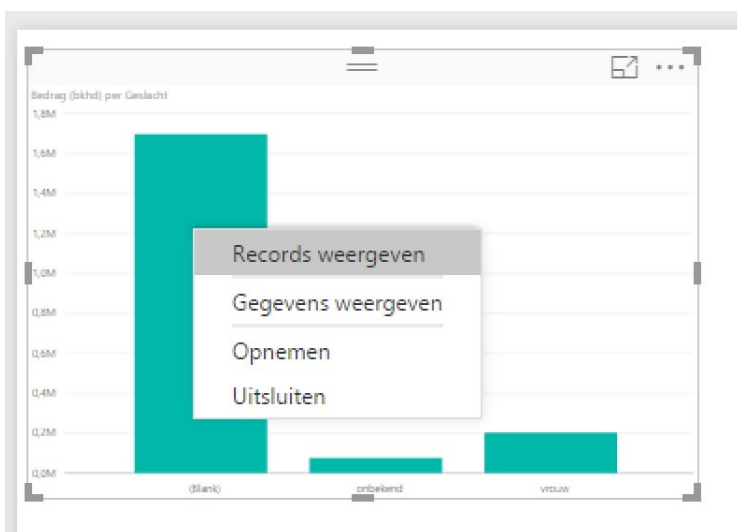 Bedrag (bkhd) per Geslacht
1,8M
1,6M
1,4M
1,2M
1,0M
0,8M
0,6M
0,4M
0,2M
0,0M
Records weergeven
Gegevens weergeven
Opnemen
Uitsluiten
(Blank) onbekend vrouw